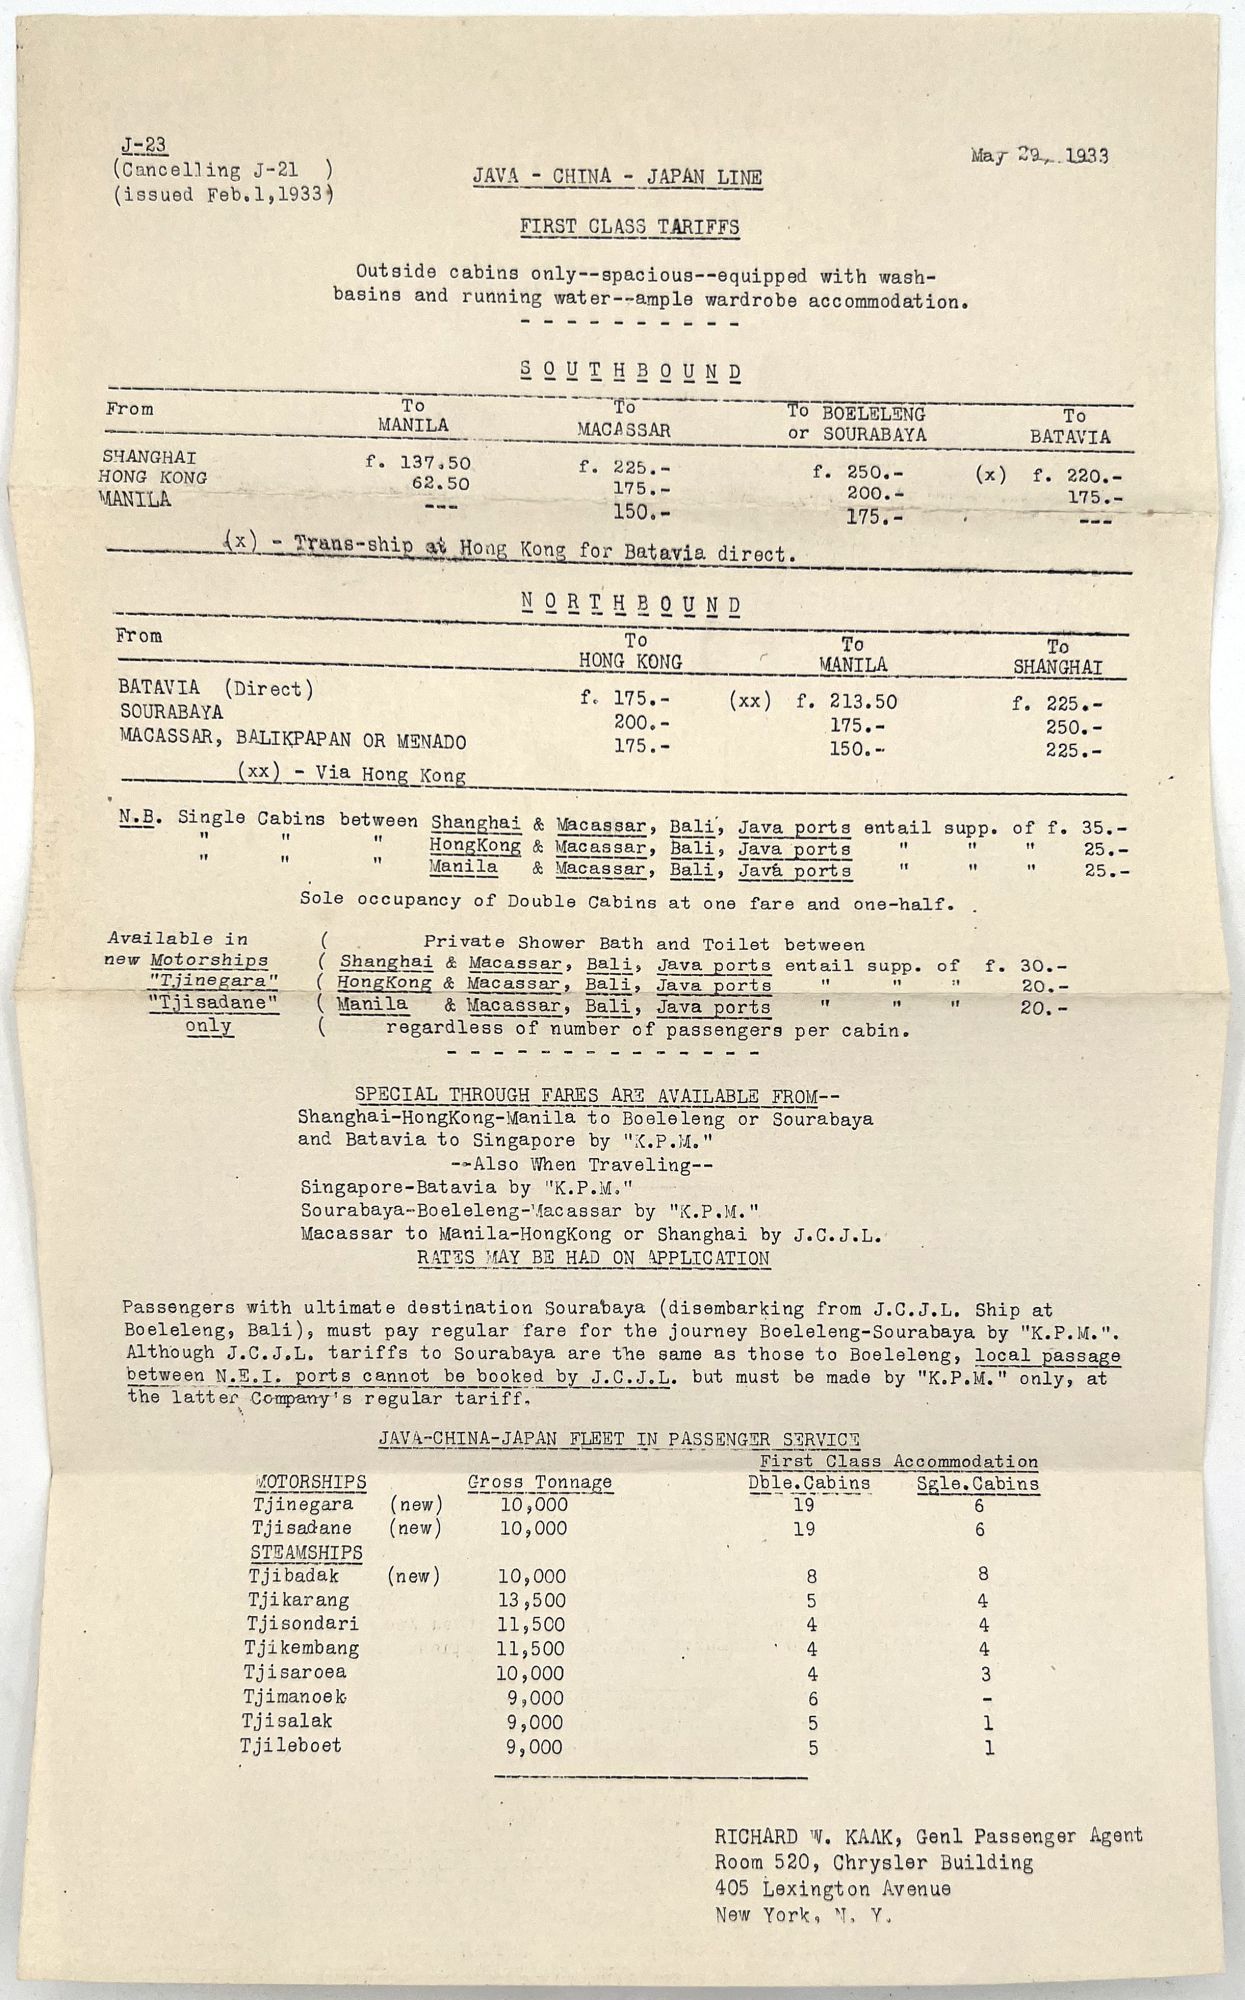 J-23
(Cancelling J-21 )
(issued Feb.1,1933)
May 29, 1933
JAVA - CHINA - JAPAN LINE
FIRST CLASS TARIFFS
Outside cabins only--spacious--equipped with wash-
basins and running water--ample wardrobe accommodation.
- - - - - - - - - -
S O U T H B O U N D
From To MANILA To MACASSAR To BOELELENG or SOURABAYA To BATAVIA
SHANGHAI f. 137.50 f. 225.- f. 250.- (x) f. 220.-
HONG KONG 62.50 175.- 200.- 175.-
MANILA --- 150.- 175.- ---
(x) - Trans-ship at Hong Kong for Batavia direct.
N O R T H B O U N D
From To HONG KONG To MANILA To SHANGHAI
BATAVIA (Direct) f. 175.- (xx) f. 213.50 f. 225.-
SOURABAYA 200.- 175.- 250.-
MACASSAR, BALIKPAPAN OR MENADO 175.- 150.- 225.-
(xx) - Via Hong Kong
N.B. Single Cabins between Shanghai & Macassar, Bali, Java ports entail supp. of f. 35.-
" " " HongKong & Macassar, Bali, Java ports " " " 25.-
" " " Manila & Macassar, Bali, Java ports " " " 25.-
Sole occupancy of Double Cabins at one fare and one-half.
Available in ( Private Shower Bath and Toilet between
new Motorships ( Shanghai & Macassar, Bali, Java ports entail supp. of f. 30.-
"Tjinegara" ( HongKong & Macassar, Bali, Java ports " " " 20.-
"Tjisadane" ( Manila & Macassar, Bali, Java ports " " " 20.-
only ( regardless of number of passengers per cabin.
- - - - - - - - - - - - - -
SPECIAL THROUGH FARES ARE AVAILABLE FROM--
Shanghai-HongKong-Manila to Boeleleng or Sourabaya
and Batavia to Singapore by "K.P.M."
--Also When Traveling--
Singapore-Batavia by "K.P.M."
Sourabaya-Boeleleng-Macassar by "K.P.M."
Macassar to Manila-HongKong or Shanghai by J.C.J.L.
RATES MAY BE HAD ON APPLICATION
Passengers with ultimate destination Sourabaya (disembarking from J.C.J.L. Ship at
Boeleleng, Bali), must pay regular fare for the journey Boeleleng-Sourabaya by "K.P.M.".
Although J.C.J.L. tariffs to Sourabaya are the same as those to Boeleleng, local passage
between N.E.I. ports cannot be booked by J.C.J.L. but must be made by "K.P.M." only, at
the latter Company's regular tariff.
JAVA-CHINA-JAPAN FLEET IN PASSENGER SERVICE
First Class Accommodation
MOTORSHIPS Gross Tonnage Dble.Cabins Sgle.Cabins
Tjinegara (new) 10,000 19 6
Tjisadane (new) 10,000 19 6
STEAMSHIPS
Tjibadak (new) 10,000 8 8
Tjikarang 13,500 5 4
Tjisondari 11,500 4 4
Tjikembang 11,500 4 4
Tjisaroea 10,000 4 3
Tjimanoek 9,000 6 -
Tjisalak 9,000 5 1
Tjileboet 9,000 5 1
RICHARD W. KAAK, Genl Passenger Agent
Room 520, Chrysler Building
405 Lexington Avenue
New York, N. Y.